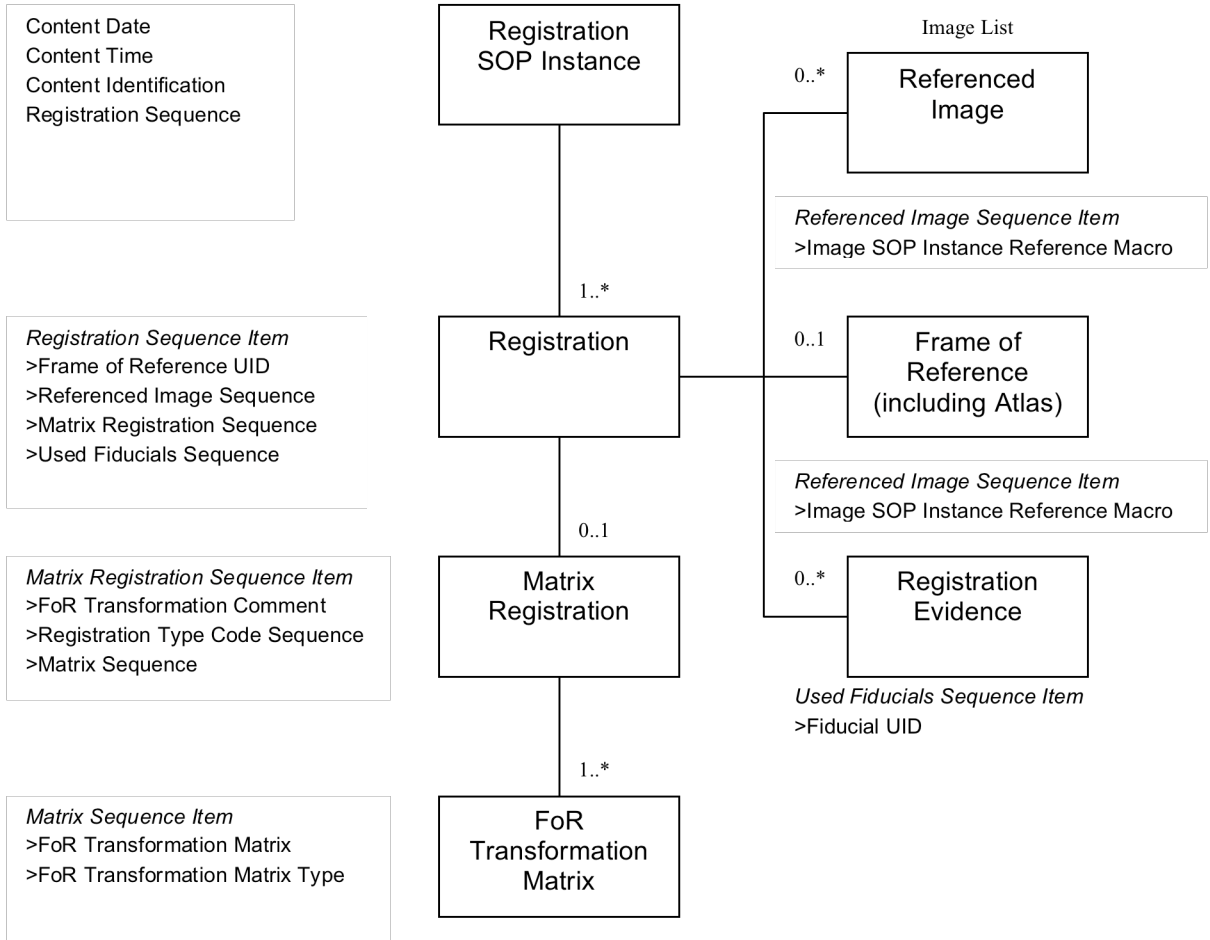 Content Date
Content Time
Content Identification
Registration Sequence
Registration
SOP Instance
Image List
0..*
Referenced
Image
Referenced Image Sequence Item
>Image SOP Instance Reference Macro
1..*
Registration Sequence Item
>Frame of Reference UID
>Referenced Image Sequence
>Matrix Registration Sequence
>Used Fiducials Sequence
Registration
0..1
Frame of
Reference
(including Atlas)
Referenced Image Sequence Item
>Image SOP Instance Reference Macro
0..1
Matrix Registration Sequence Item
>FoR Transformation Comment
>Registration Type Code Sequence
>Matrix Sequence
Matrix
Registration
0..*
Registration
Evidence
Used Fiducials Sequence Item
>Fiducial UID
1..*
Matrix Sequence Item
>FoR Transformation Matrix
>FoR Transformation Matrix Type
FoR
Transformation
Matrix